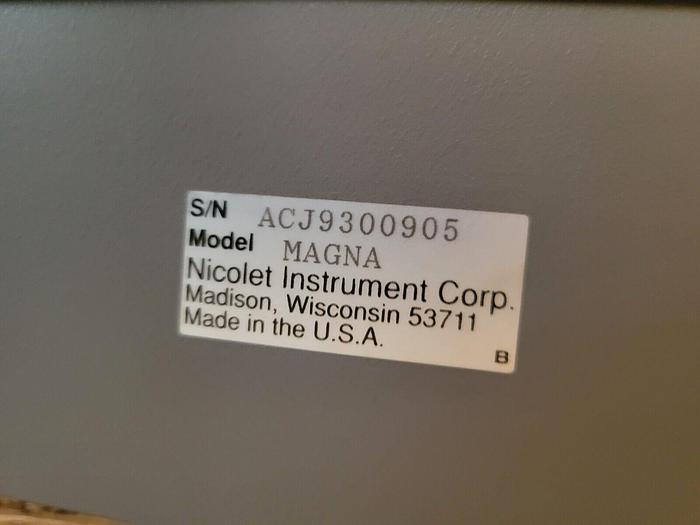 S/N ACJ9300905
Model MAGNA
Nicolet Instrument Corp.
Madison, Wisconsin 53711
Made in the U.S.A.
B